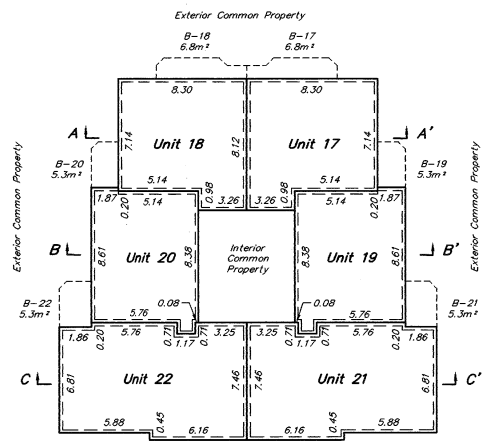 Exterior Common Property
B-18
6.8m²
B-17
6.8m²
8.30
8.30
A
A'
7.14
Unit 18
8.12
Unit 17
7.14
B-20
5.3m²
B-19
5.3m²
Exterior Common Property
Exterior Common Property
5.14
0.98
3.26
3.26
0.98
5.14
1.87
0.20
5.14
5.14
0.20
1.87
B
B'
8.61
Unit 20
8.38
Interior
Common
Property
8.38
Unit 19
8.61
B-22
5.3m²
B-21
5.3m²
0.08
0.08
5.76
5.76
1.86
0.20
5.76
0.71
1.17
0.71
3.25
3.25
0.71
1.17
0.71
5.76
0.20
1.86
C
C'
6.81
Unit 22
7.46
7.46
Unit 21
6.81
5.88
0.45
6.16
6.16
0.45
5.88